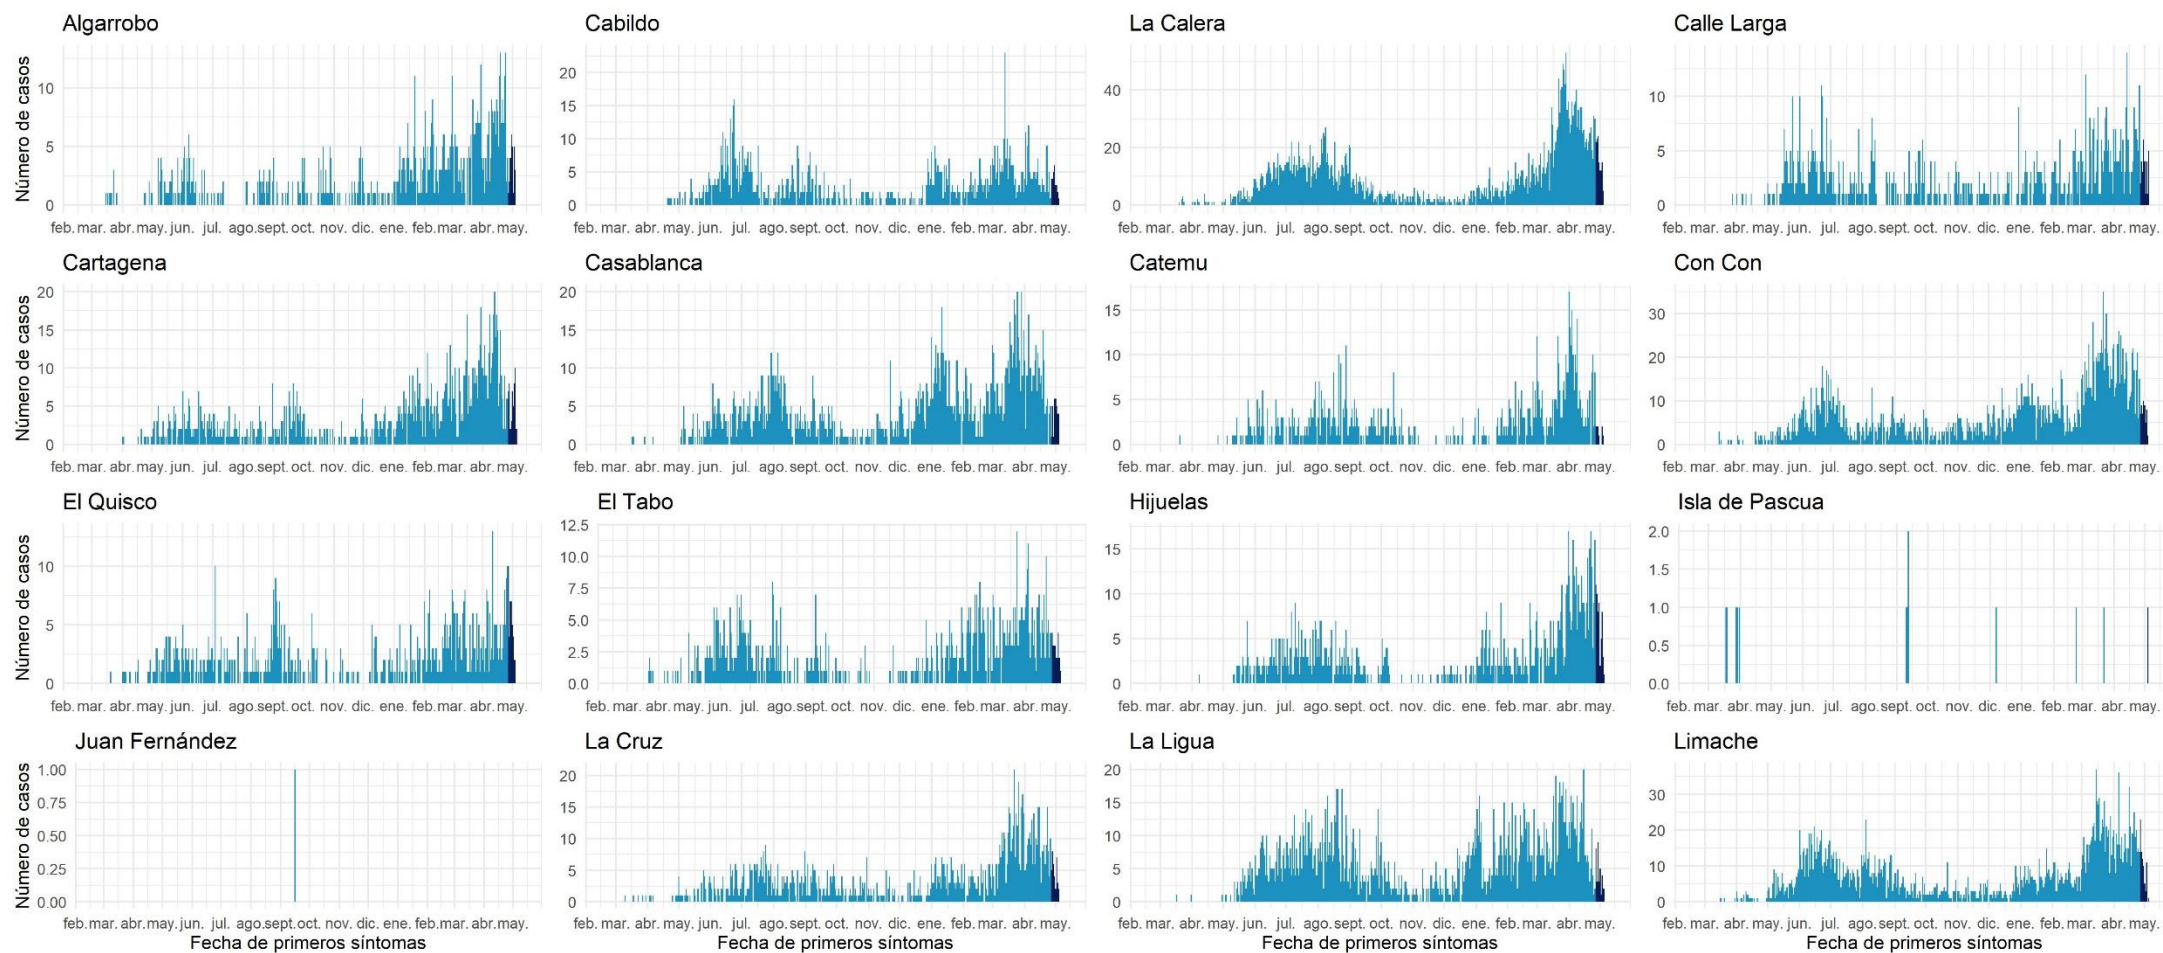 Algarrobo Cabildo La Calera Calle Larga
Número de casos
10
5
0
20
15
10
5
0
40
20
0
10
5
0
feb. mar. abr. may. jun. jul. ago. sept. oct. nov. dic. ene. feb. mar. abr. may.
feb. mar. abr. may. jun. jul. ago. sept. oct. nov. dic. ene. feb. mar. abr. may.
feb. mar. abr. may. jun. jul. ago. sept. oct. nov. dic. ene. feb. mar. abr. may.
feb. mar. abr. may. jun. jul. ago. sept. oct. nov. dic. ene. feb. mar. abr. may.
Cartagena Casablanca Catemu Con Con
Número de casos
20
15
10
5
0
20
15
10
5
0
15
10
5
0
30
20
10
0
feb. mar. abr. may. jun. jul. ago. sept. oct. nov. dic. ene. feb. mar. abr. may.
feb. mar. abr. may. jun. jul. ago. sept. oct. nov. dic. ene. feb. mar. abr. may.
feb. mar. abr. may. jun. jul. ago. sept. oct. nov. dic. ene. feb. mar. abr. may.
feb. mar. abr. may. jun. jul. ago. sept. oct. nov. dic. ene. feb. mar. abr. may.
El Quisco El Tabo Hijuelas Isla de Pascua
Número de casos
10
5
0
12.5
10.0
7.5
5.0
2.5
0.0
15
10
5
0
2.0
1.5
1.0
0.5
0.0
feb. mar. abr. may. jun. jul. ago. sept. oct. nov. dic. ene. feb. mar. abr. may.
feb. mar. abr. may. jun. jul. ago. sept. oct. nov. dic. ene. feb. mar. abr. may.
feb. mar. abr. may. jun. jul. ago. sept. oct. nov. dic. ene. feb. mar. abr. may.
feb. mar. abr. may. jun. jul. ago. sept. oct. nov. dic. ene. feb. mar. abr. may.
Juan Fernández La Cruz La Ligua Limache
Número de casos
1.00
0.75
0.50
0.25
0.00
20
15
10
5
0
20
15
10
5
0
30
20
10
0
feb. mar. abr. may. jun. jul. ago. sept. oct. nov. dic. ene. feb. mar. abr. may.
feb. mar. abr. may. jun. jul. ago. sept. oct. nov. dic. ene. feb. mar. abr. may.
feb. mar. abr. may. jun. jul. ago. sept. oct. nov. dic. ene. feb. mar. abr. may.
feb. mar. abr. may. jun. jul. ago. sept. oct. nov. dic. ene. feb. mar. abr. may.
Fecha de primeros síntomas Fecha de primeros síntomas Fecha de primeros síntomas Fecha de primeros síntomas